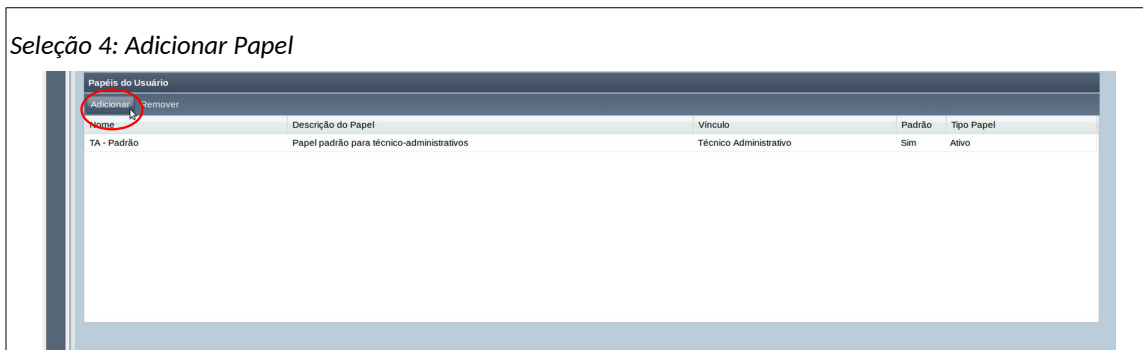 Seleção 4: Adicionar Papel
Papéis do Usuário
Adicionar Remover
Nome Descrição do Papel Vínculo Padrão Tipo Papel
TA - Padrão Papel padrão para técnico-administrativos Técnico Administrativo Sim Ativo